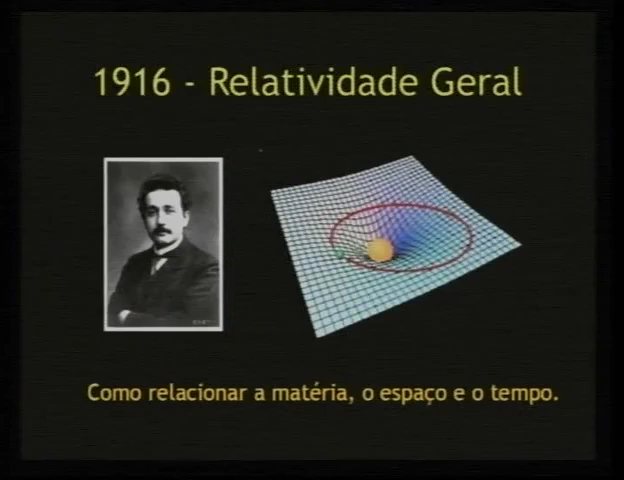 1916 - Relatividade Geral
Como relacionar a matéria, o espaço e o tempo.